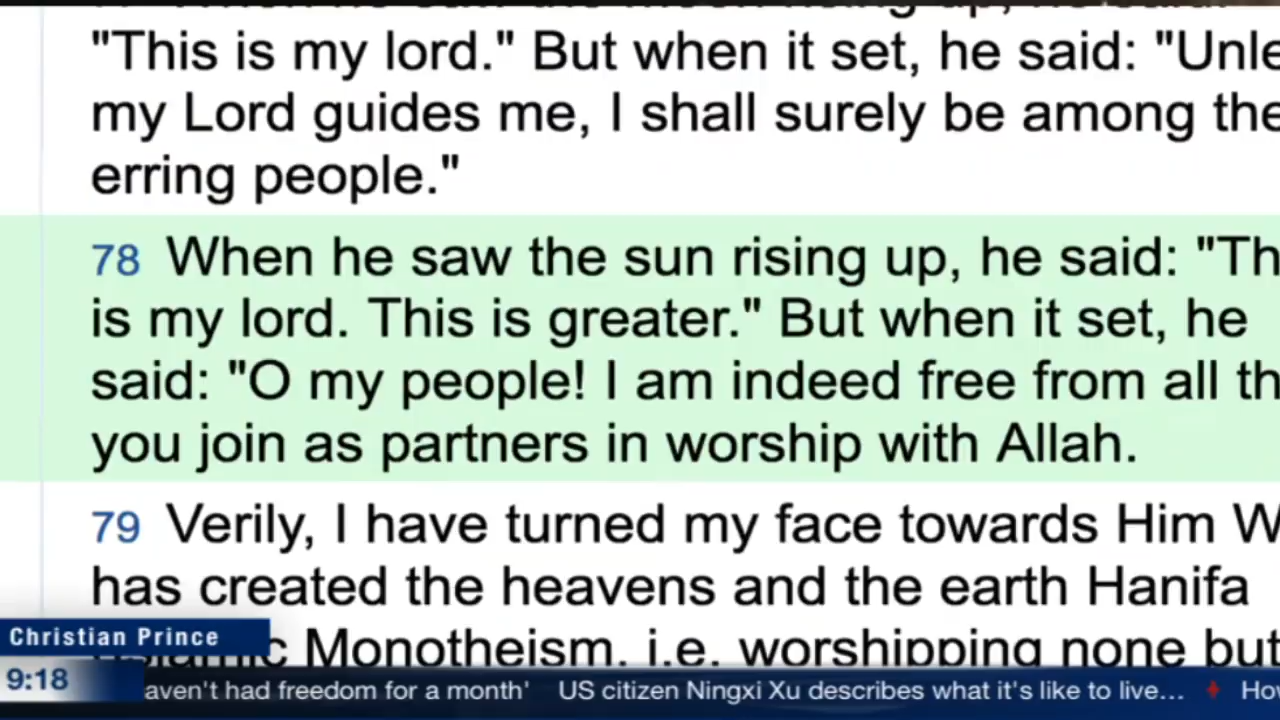 "This is my lord." But when it set, he said: "Unle
my Lord guides me, I shall surely be among the
erring people."
78 When he saw the sun rising up, he said: "Th
is my lord. This is greater." But when it set, he
said: "O my people! I am indeed free from all th
you join as partners in worship with Allah.
79 Verily, I have turned my face towards Him W
has created the heavens and the earth Hanifa
Monotheism, i.e. worshipping none but
Christian Prince
9:18
aven't had freedom for a month' US citizen Ningxi Xu describes what it's like to live... Ho